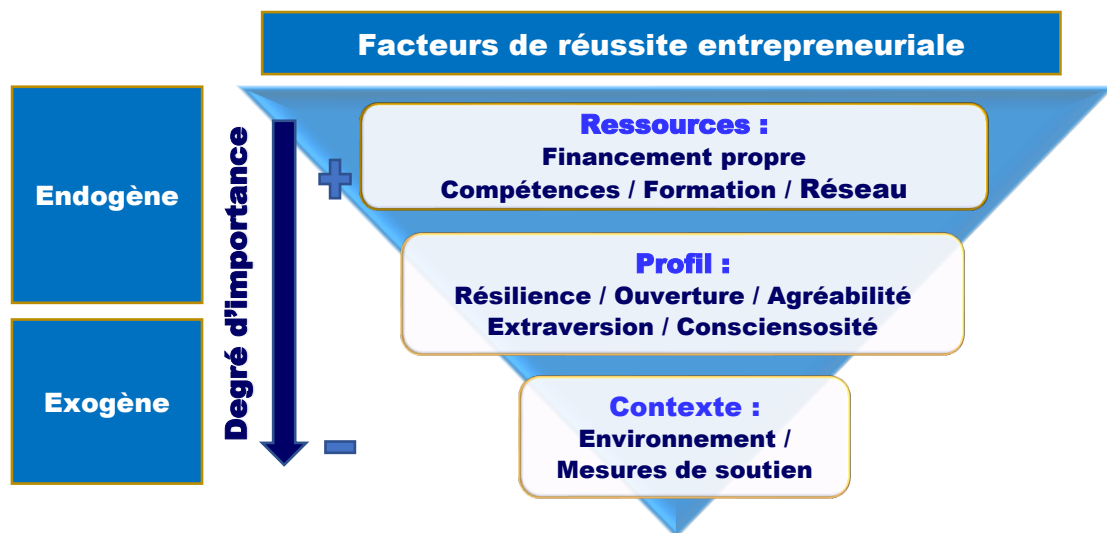 Facteurs de réussite entrepreneuriale
Endogène
Exogène
Degré d'importance
+
–
Ressources :
Financement propre
Compétences / Formation / Réseau
Profil :
Résilience / Ouverture / Agréabilité
Extraversion / Consciensosité
Contexte :
Environnement /
Mesures de soutien